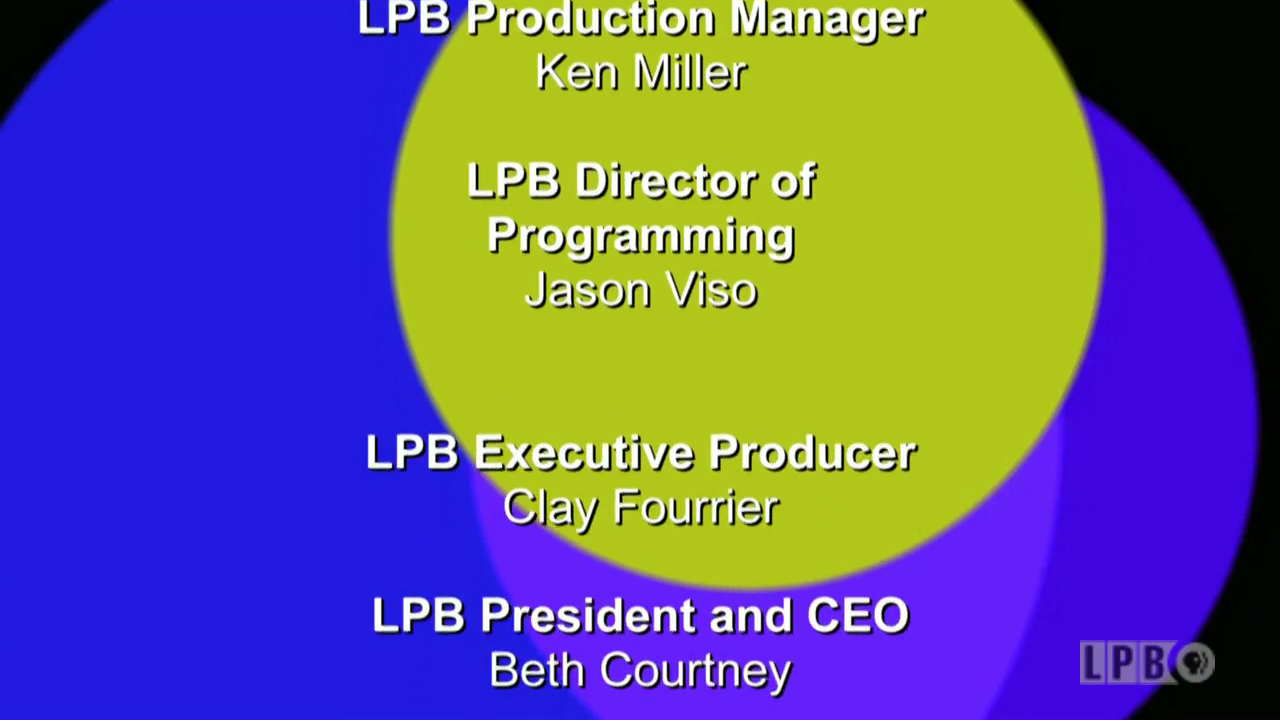 LPB Production Manager
Ken Miller
LPB Director of
Programming
Jason Viso
LPB Executive Producer
Clay Fourrier
LPB President and CEO
Beth Courtney
LPB